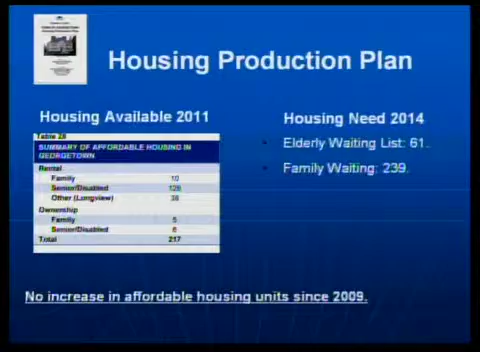 Housing Production Plan
Housing Available 2011
Table 28
SUMMARY OF AFFORDABLE HOUSING IN
GEORGETOWN
Rental
Family 10
Senior/Disabled 126
Other (Longview)
Ownership
Family 5
Senior/Disabled 6
Total 217
Housing Need 2014
Elderly Waiting List: 61.
Family Waiting: 239.
No increase in affordable housing units since 2009.